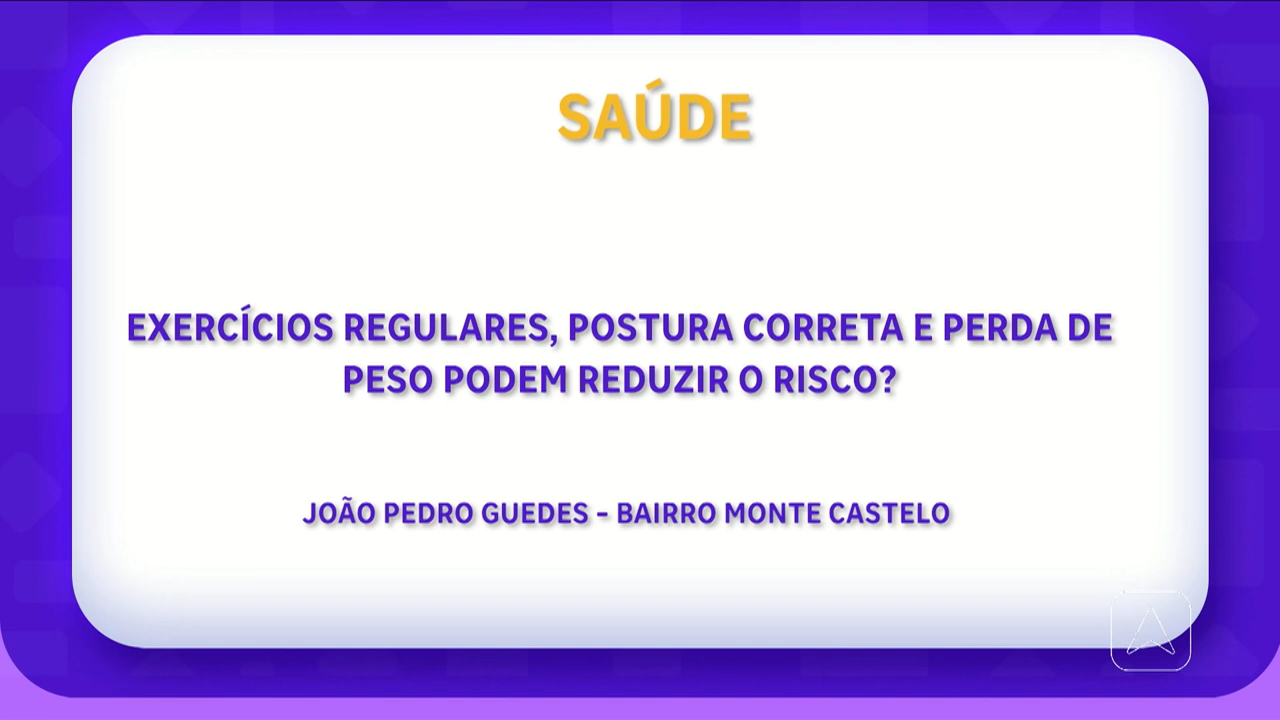 SAÚDE
EXERCÍCIOS REGULARES, POSTURA CORRETA E PERDA DE
PESO PODEM REDUZIR O RISCO?
JOÃO PEDRO GUEDES - BAIRRO MONTE CASTELO